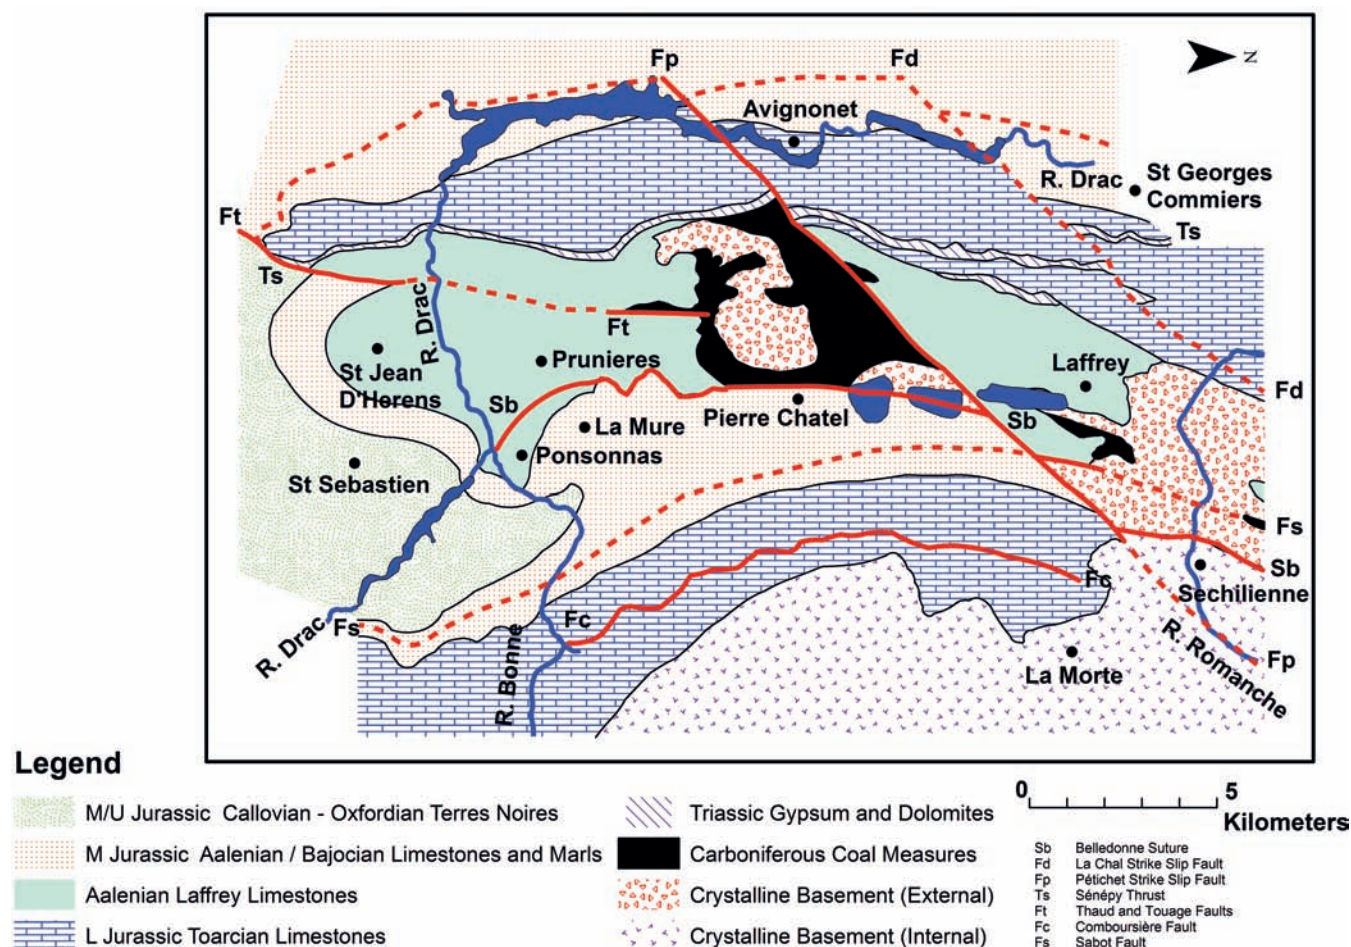 Fp
Fd
N
Avignonet
R. Drac
St Georges
Commiers
Ft
Ts
Ts
R. Drac
Ft
Prunieres
St Jean
D'Herens
Sb
Laffrey
Fd
La Mure
Pierre Chatel
Sb
Ponsonnas
St Sebastien
Fs
Sb
Sechilienne
Fc
R. Drac
Fs
Fc
R. Bonne
La Morte
R. Romanche
Fp
Legend
M/U Jurassic Callovian - Oxfordian Terres Noires
M Jurassic Aalenian / Bajocian Limestones and Marls
Aalenian Laffrey Limestones
L Jurassic Toarcian Limestones
Triassic Gypsum and Dolomites
Carboniferous Coal Measures
Crystalline Basement (External)
Crystalline Basement (Internal)
0 5
Kilometers
Sb Belledonne Suture
Fd La Chal Strike Slip Fault
Fp Pétichet Strike Slip Fault
Ts Sénépy Thrust
Ft Thaud and Touage Faults
Fc Comboursière Fault
Fs Sabot Fault